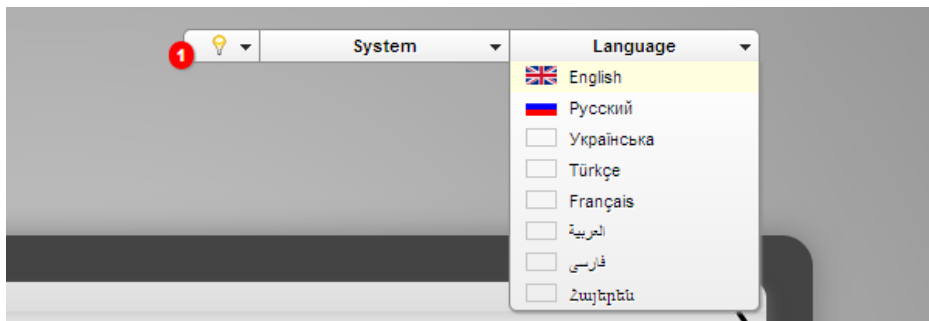 1
System
Language
English
Русский
Українська
Türkçe
Français
العربية
فارسی
Հայերեն